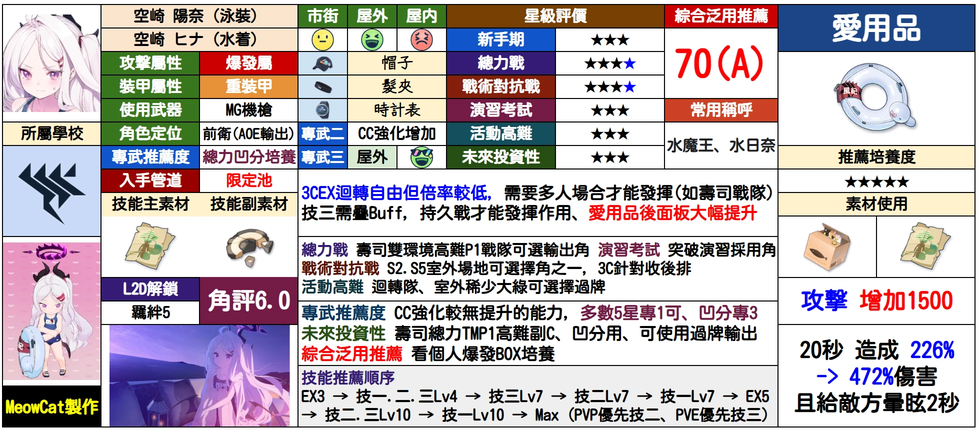 空崎 陽奈（泳裝）
空崎 ヒナ（水着）
攻擊屬性 爆發屬
裝甲屬性 重裝甲
使用武器 MG機槍
所屬學校
角色定位 前衛(AOE輸出)
專武推薦度 總力凹分培養
入手管道 限定池
技能主素材 技能副素材
L2D解鎖
羈絆5
角評6.0
MeowCat製作
市街 屋外 屋內
帽子
髮夾
時計表
專武二 CC強化增加
專武三 屋外
星級評價
新手期 ★★★
總力戰 ★★★★
戰術對抗戰 ★★★★
演習考試 ★★★
活動高難 ★★★
未來投資性 ★★★
綜合泛用推薦
70(A)
常用稱呼
水魔王、水日奈
3CEX迴轉自由但倍率較低，需要多人場合才能發揮(如壽司戰隊)
技三需疊Buff，持久戰才能發揮作用、愛用品後面板大幅提升
總力戰 壽司雙環境高難P1戰隊可選輸出角 演習考試 突破演習採用角
戰術對抗戰 S2.S5室外場地可選擇角之一，3C針對收後排
活動高難 迴轉隊、室外稀少大綠可選擇過牌
專武推薦度 CC強化較無提升的能力，多數5星專1可、凹分專3
未來投資性 壽司總力TMP1高難副C、凹分用、可使用過牌輸出
綜合泛用推薦 看個人爆發BOX培養
技能推薦順序
EX3 → 技一.二.三Lv4 → 技三Lv7 → 技二Lv7 → 技一Lv7 → EX5
→ 技二.三Lv10 → 技一Lv10 → Max（PVP優先技二、PVE優先技三）
愛用品
風紀
推薦培養度
★★★★★
素材使用
攻擊 增加1500
20秒 造成 226%
-> 472%傷害
且給敵方暈眩2秒